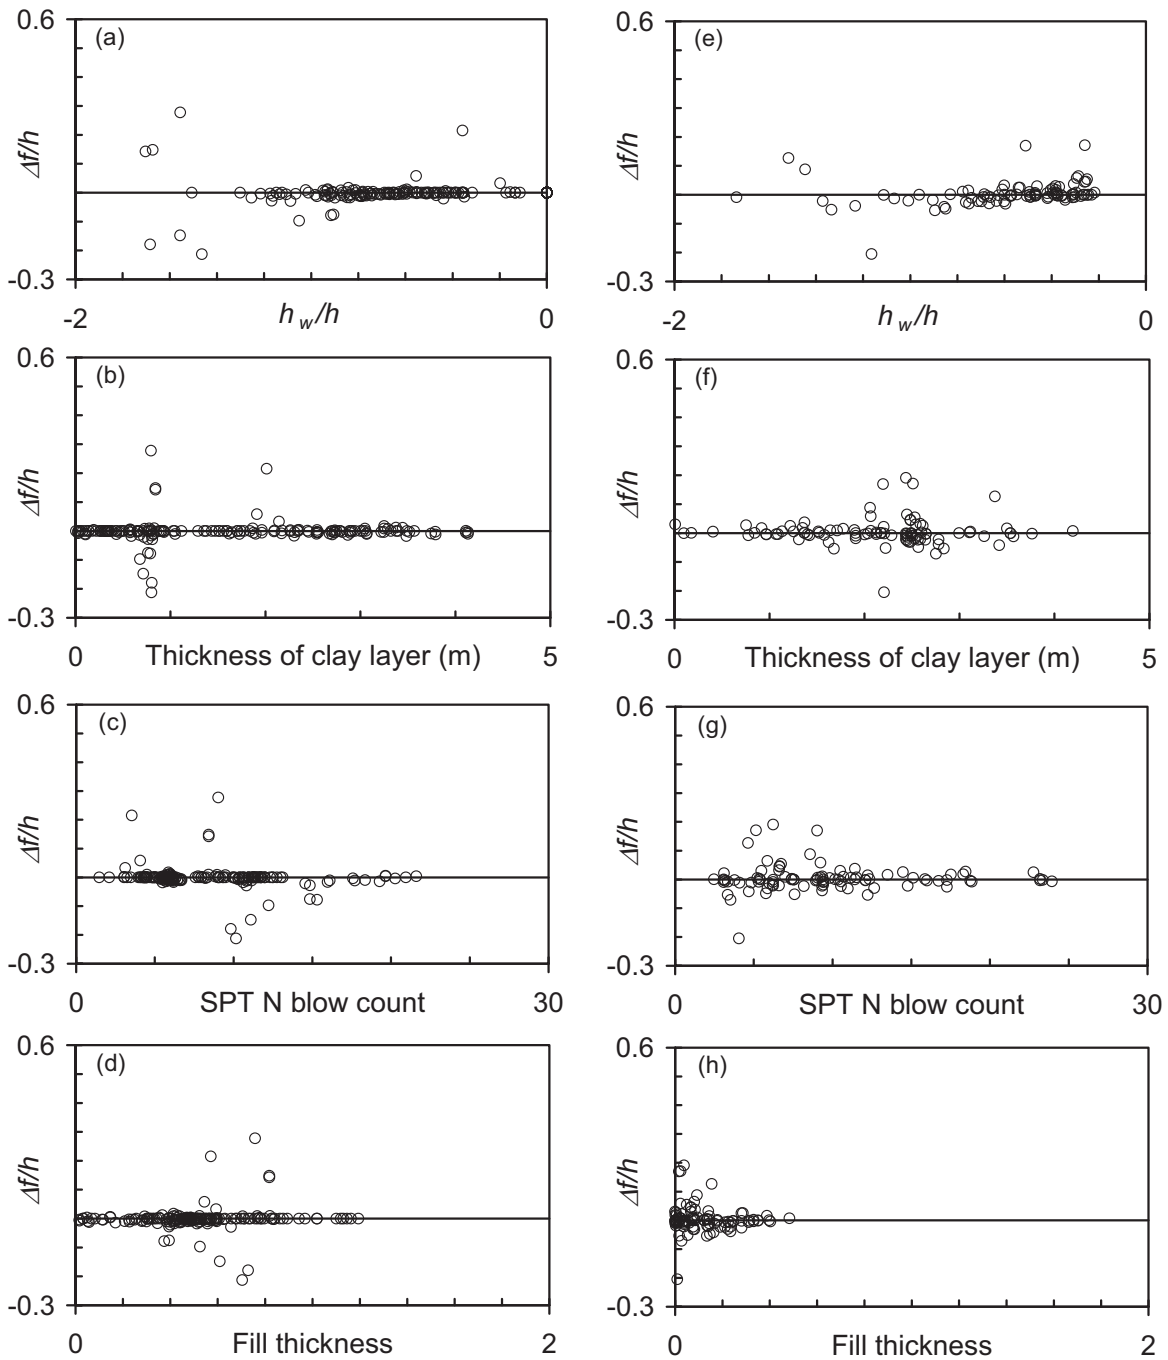 0.6
(a)
Δf/h
-0.3
-2
h w /h
0
0.6
(b)
Δf/h
-0.3
0
Thickness of clay layer (m)
5
0.6
(c)
Δf/h
-0.3
0
SPT N blow count
30
0.6
(d)
Δf/h
-0.3
0
Fill thickness
2
0.6
(e)
Δf/h
-0.3
-2
h w /h
0
0.6
(f)
Δf/h
-0.3
0
Thickness of clay layer (m)
5
0.6
(g)
Δf/h
-0.3
0
SPT N blow count
30
0.6
(h)
Δf/h
-0.3
0
Fill thickness
2